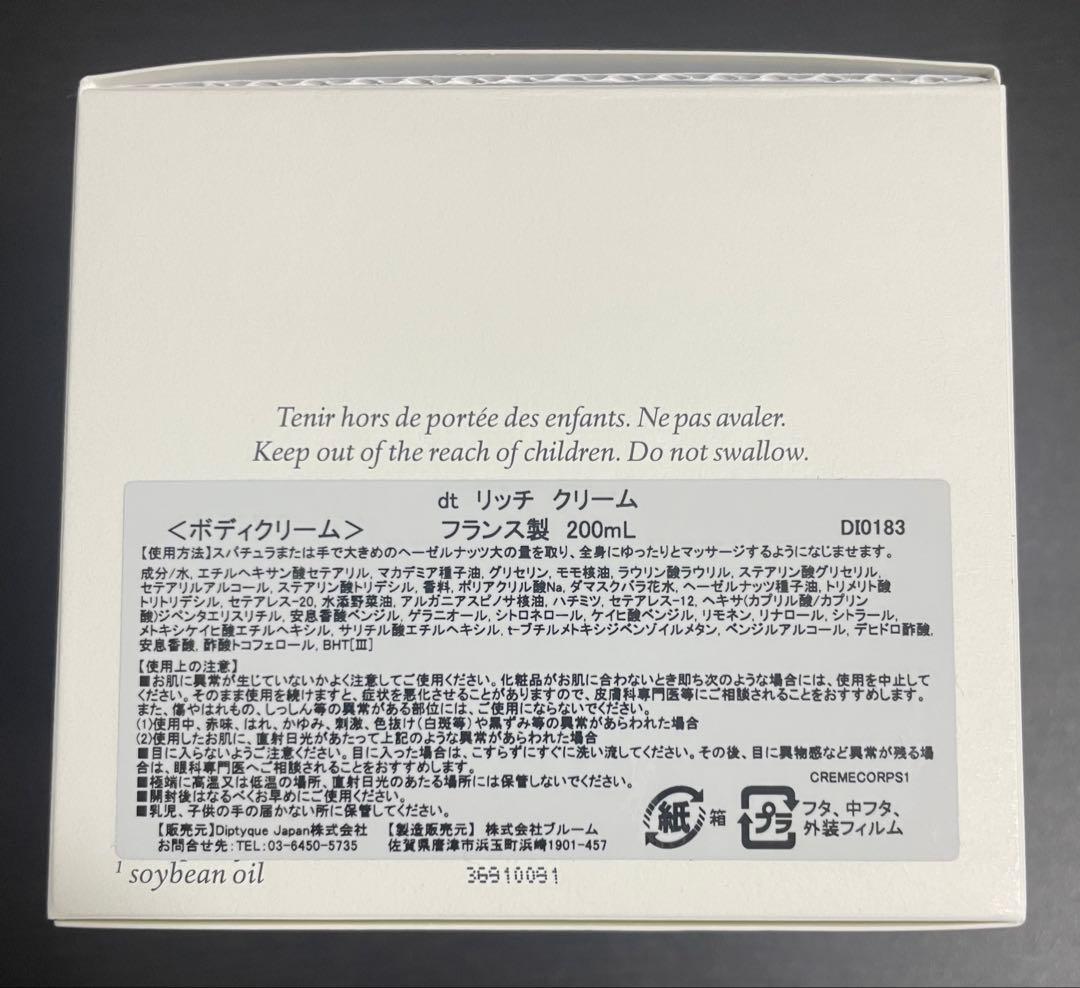 Tenir hors de portée des enfants. Ne pas avaler.
Keep out of the reach of children. Do not swallow.
dt リッチ クリーム
＜ボディクリーム＞ フランス製 200mL DI0183
【使用方法】スパチュラまたは手で大きめのヘーゼルナッツ大の量を取り、全身にゆったりとマッサージするようになじませます。
成分/水, エチルヘキサン酸セテアリル, マカデミア種子油, グリセリン, モモ核油, ラウリン酸ラウリル, ステアリン酸グリセリル,
セテアリルアルコール, ステアリン酸トリデシル, 香料, ポリアクリル酸Na, ダマスクバラ花水, ヘーゼルナッツ種子油, トリメリト酸
トリトリデシル, セテアレス-20, 水添野菜油, アルガニアスピノサ核油, ハチミツ, セテアレス-12, ヘキサ(カプリル酸/カプリン
酸)ジペンタエリスリチル, 安息香酸ベンジル, ゲラニオール, シトロネロール, ケイヒ酸ベンジル, リモネン, リナロール, シトラール,
メトキシケイヒ酸エチルヘキシル, サリチル酸エチルヘキシル, t-ブチルメトキシジベンゾイルメタン, ベンジルアルコール, デヒドロ酢酸,
安息香酸, 酢酸トコフェロール, BHT[Ⅲ]
【使用上の注意】
■お肌に異常が生じていないかよく注意してご使用ください。化粧品がお肌に合わないとき即ち次のような場合には、使用を中止して
ください。そのまま使用を続けますと、症状を悪化させることがありますので、皮膚科専門医等にご相談されることをおすすめします。
また、傷やはれもの、しっしん等の異常がある部位には、ご使用にならないでください。
(1)使用中、赤味、はれ、かゆみ、刺激、色抜け(白斑等)や黒ずみ等の異常があらわれた場合
(2)使用したお肌に、直射日光があたって上記のような異常があらわれた場合
■目に入らないようご注意ください。目に入った場合は、こすらずにすぐに洗い流してください。その後、目に異物感など異常が残る場
合は、眼科専門医へご相談されることをおすすめします。
■極端に高温又は低温の場所、直射日光のあたる場所には保管しないでください。
CREMECORPS1
■開封後はなるべくお早めにご使用ください。
■乳児、子供の手の届かない所に保管してください。
紙 箱 プラ フタ、中フタ、
外装フィルム
【販売元】Diptyque Japan株式会社 【製造販売元】 株式会社ブルーム
お問合せ先：TEL:03-6450-5735 佐賀県唐津市浜玉町浜崎1901-457
1 soybean oil
36910091